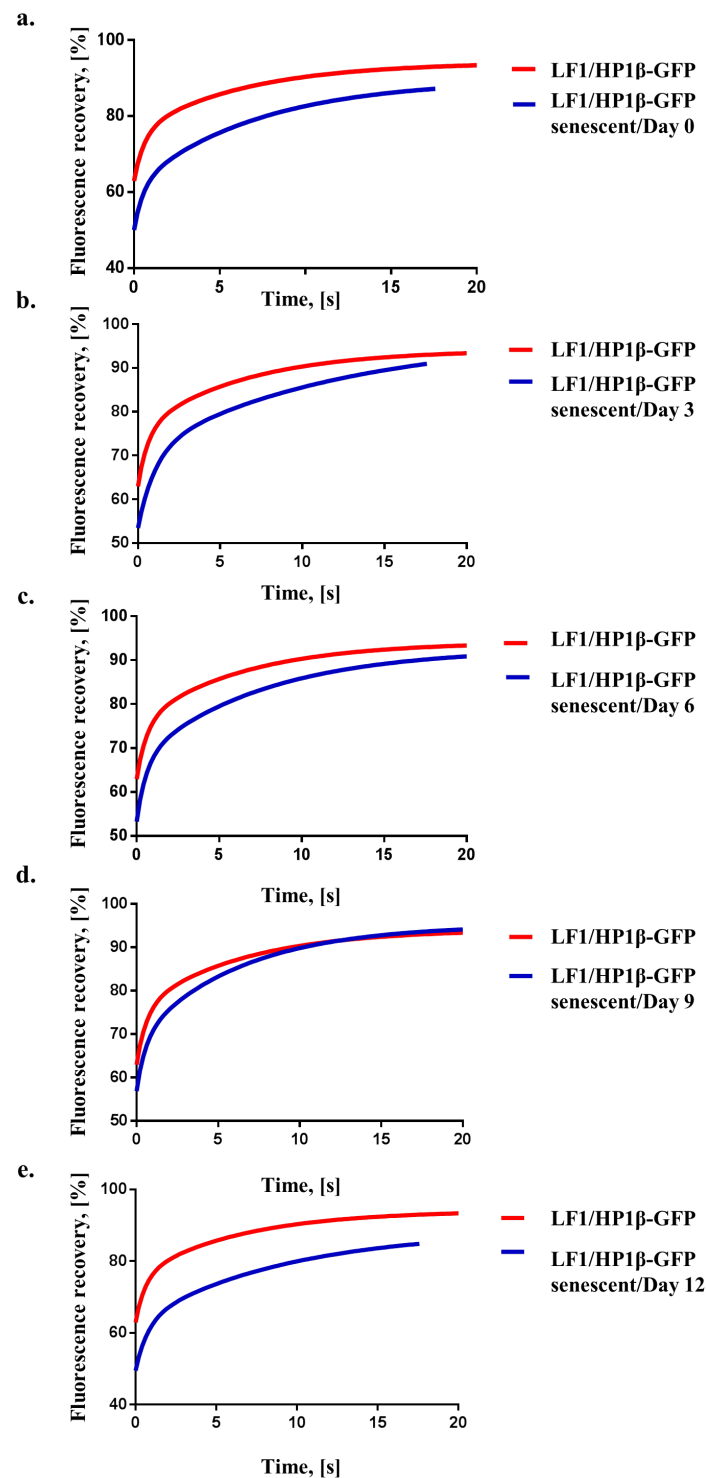 a.
Fluorescence recovery, [%]
100
80
60
40
0
5
10
15
20
Time, [s]
LF1/HP1β-GFP
LF1/HP1β-GFP
senescent/Day 0
b.
Fluorescence recovery, [%]
100
90
80
70
60
50
0
5
10
15
20
Time, [s]
LF1/HP1β-GFP
LF1/HP1β-GFP
senescent/Day 3
c.
Fluorescence recovery, [%]
100
90
80
70
60
50
0
5
10
15
20
Time, [s]
LF1/HP1β-GFP
LF1/HP1β-GFP
senescent/Day 6
d.
Fluorescence recovery, [%]
100
90
80
70
60
50
0
5
10
15
20
Time, [s]
LF1/HP1β-GFP
LF1/HP1β-GFP
senescent/Day 9
e.
Fluorescence recovery, [%]
100
80
60
40
0
5
10
15
20
Time, [s]
LF1/HP1β-GFP
LF1/HP1β-GFP
senescent/Day 12